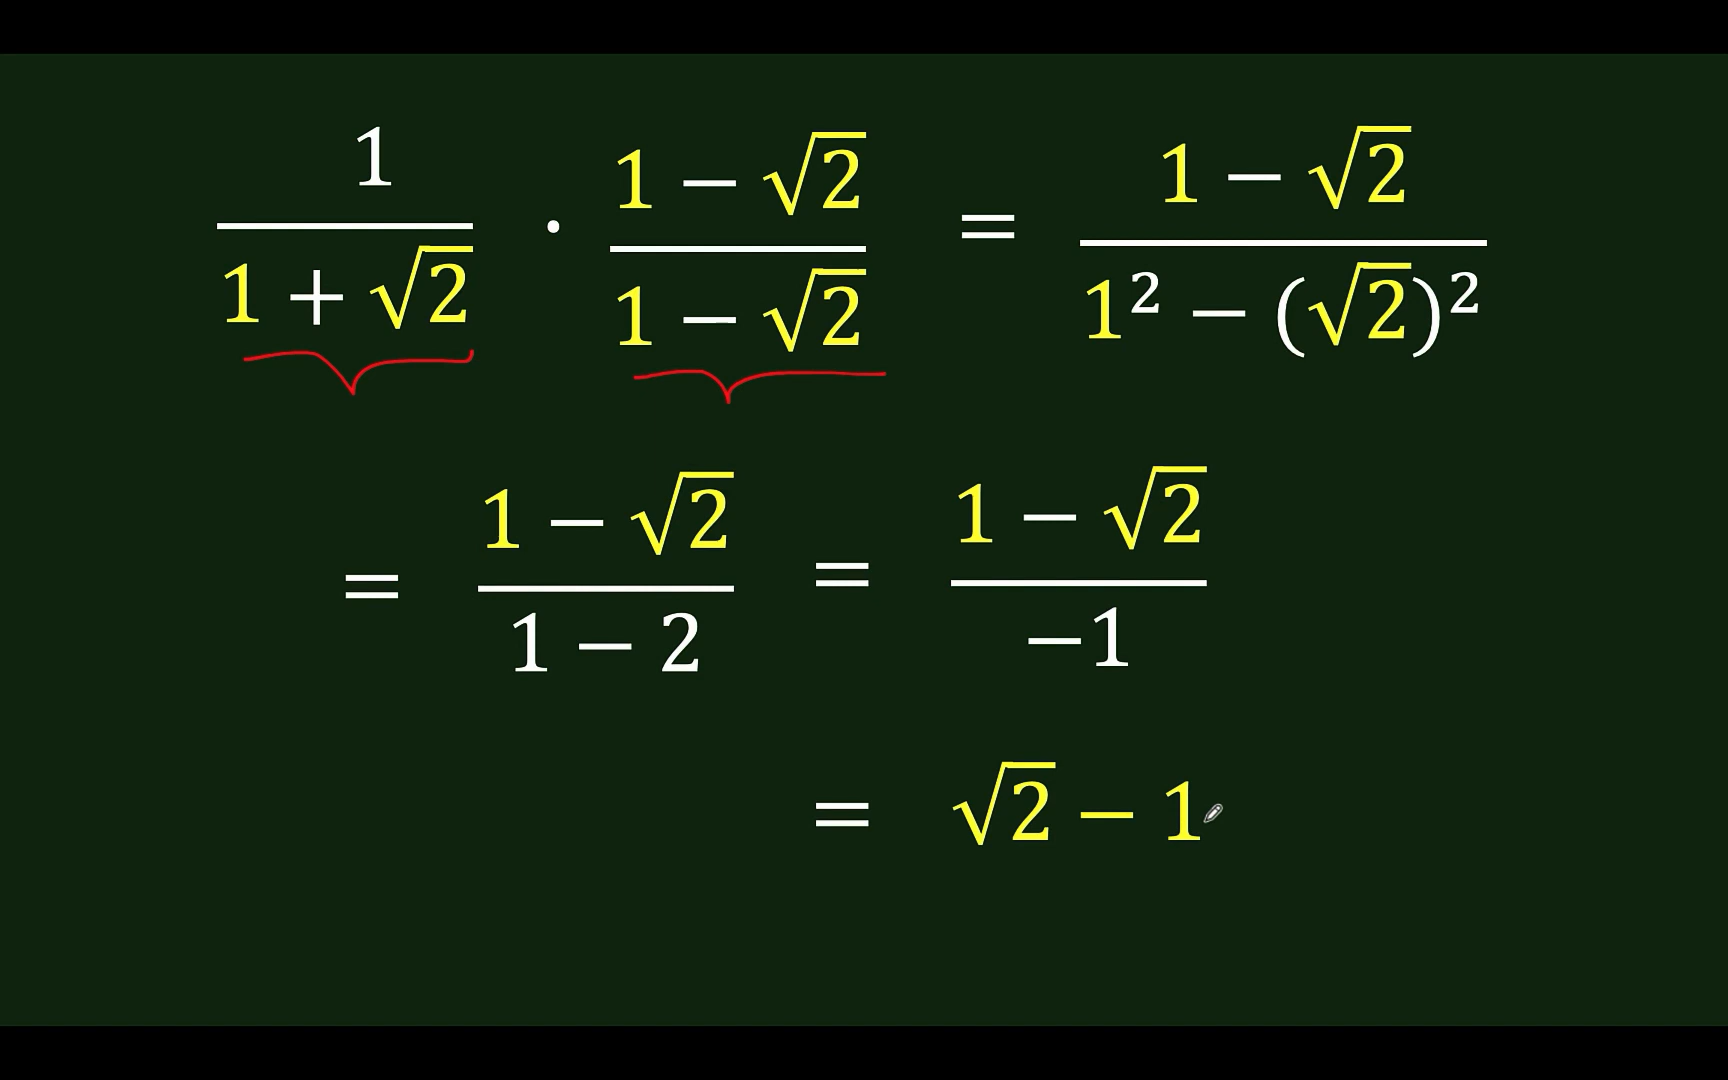 1/(1 + √2) · (1 − √2)/(1 − √2) = (1 − √2)/(1² − (√2)²)
= (1 − √2)/(1 − 2) = (1 − √2)/(−1)
= √2 − 1